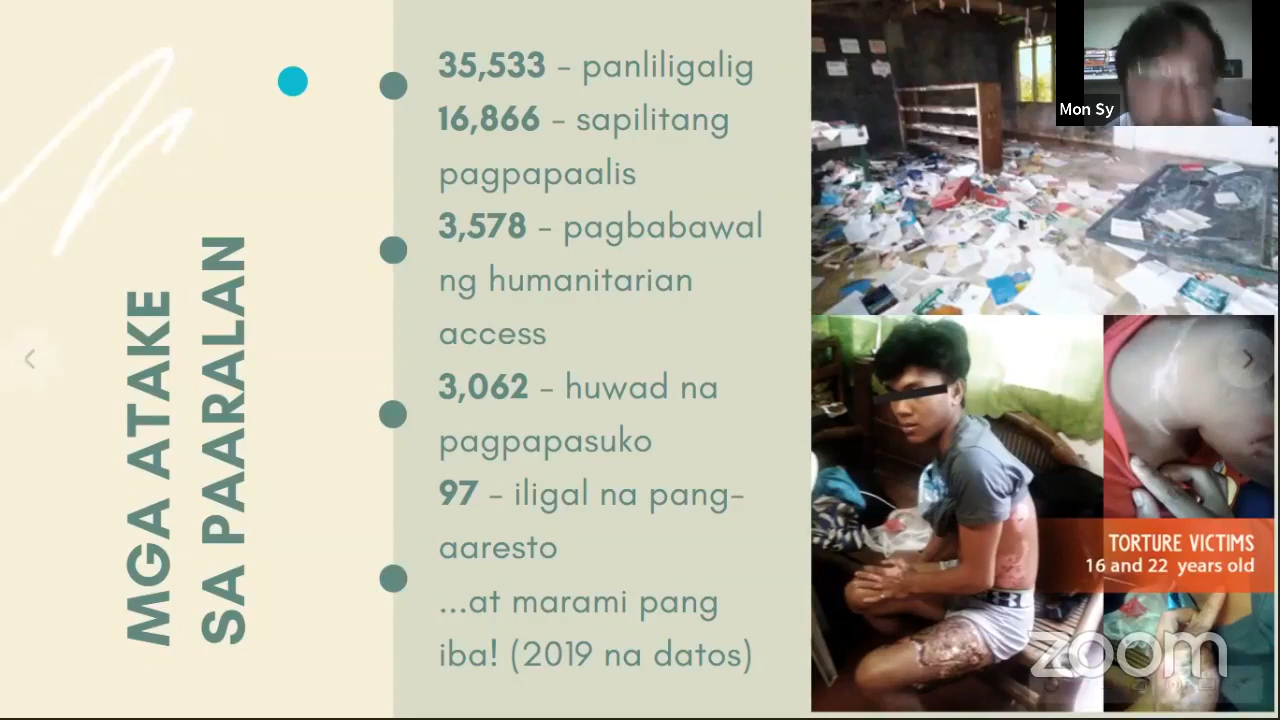 MGA ATAKE
SA PAARALAN
35,533 - panliligalig
16,866 - sapilitang
pagpapaalis
3,578 - pagbabawal
ng humanitarian
access
3,062 - huwad na
pagpapasuko
97 - iligal na pang-
aaresto
...at marami pang
iba! (2019 na datos)
Mon Sy
TORTURE VICTIMS
16 and 22 years old
zoom